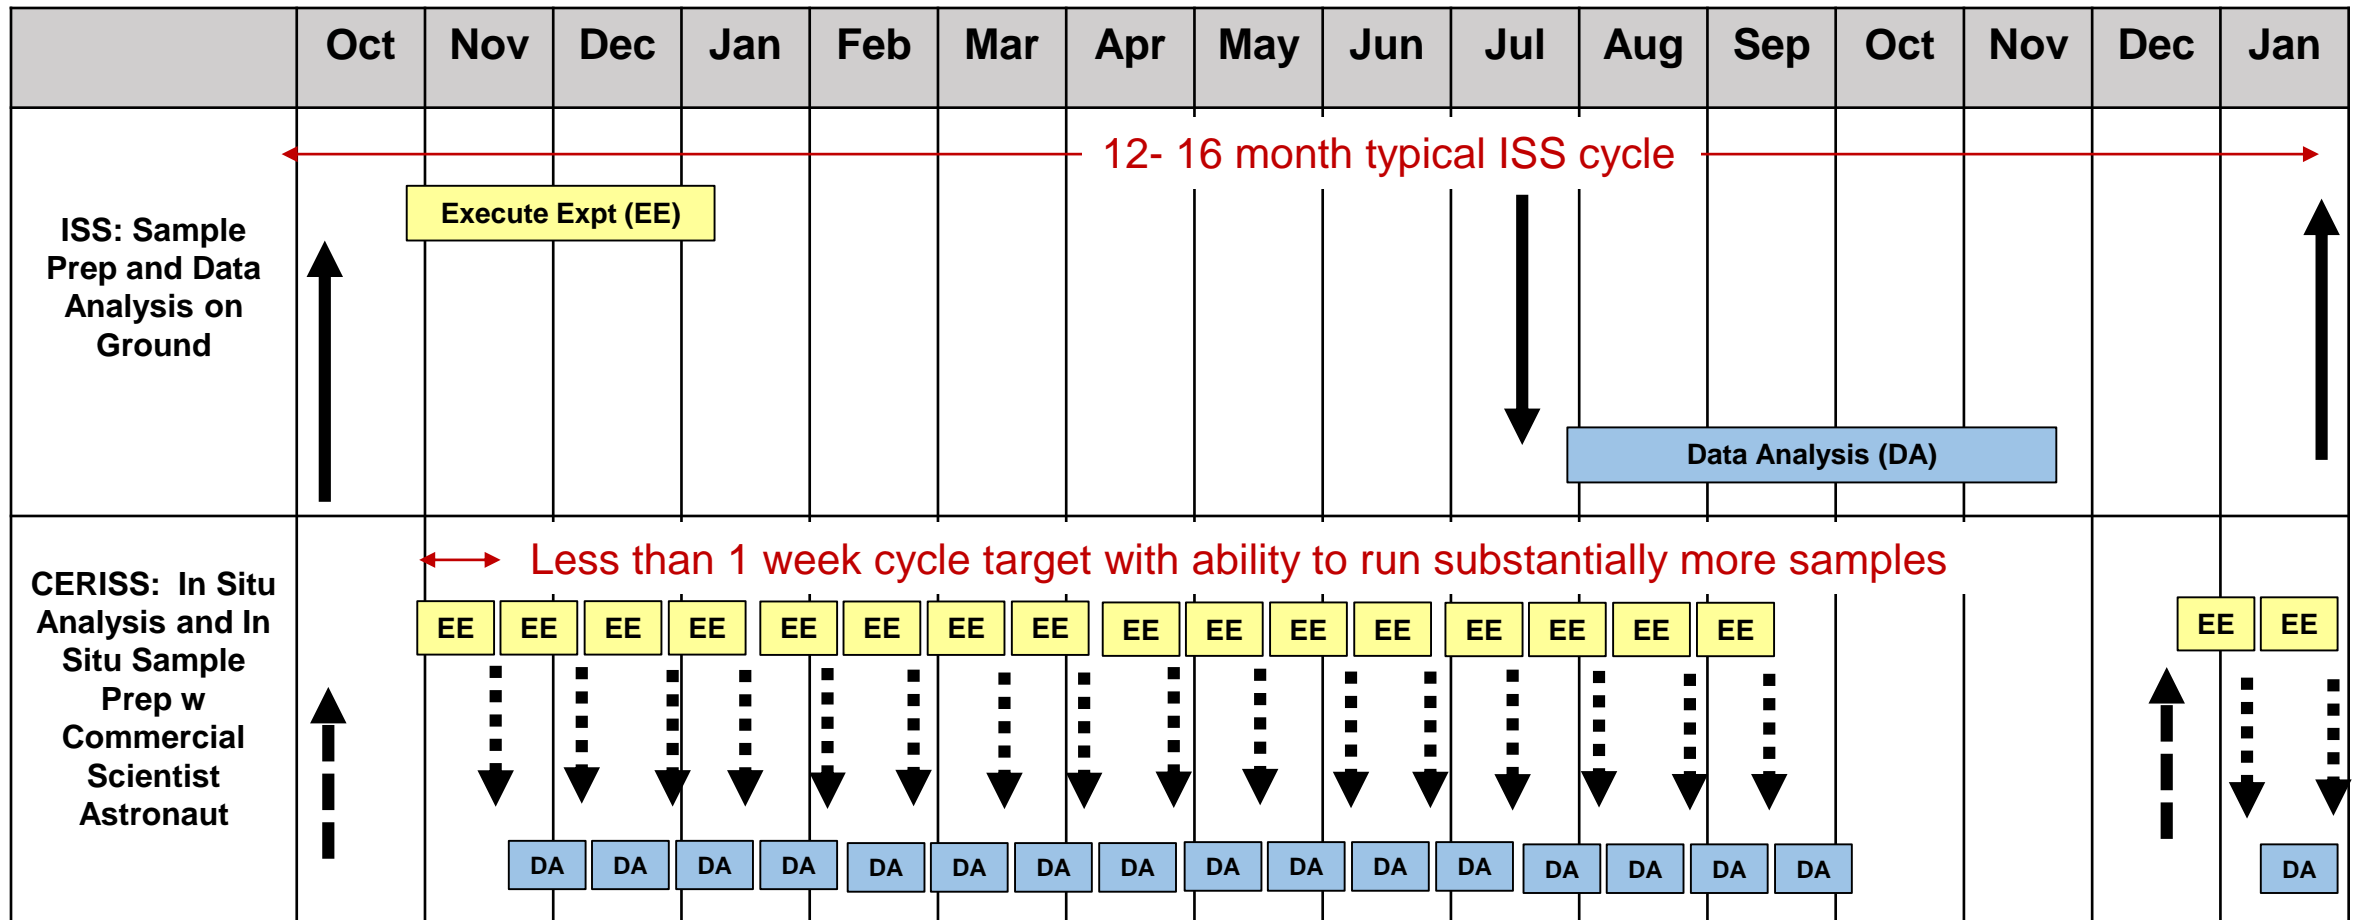 Oct Nov Dec Jan Feb Mar Apr May Jun Jul Aug Sep Oct Nov Dec Jan
12- 16 month typical ISS cycle
Execute Expt (EE)
ISS: Sample
Prep and Data
Analysis on
Ground
Data Analysis (DA)
Less than 1 week cycle target with ability to run substantially more samples
CERISS: In Situ
Analysis and In
Situ Sample
Prep w
Commercial
Scientist
Astronaut
EE EE EE EE EE EE EE EE EE EE EE EE EE EE EE EE EE EE
DA DA DA DA DA DA DA DA DA DA DA DA DA DA DA DA DA